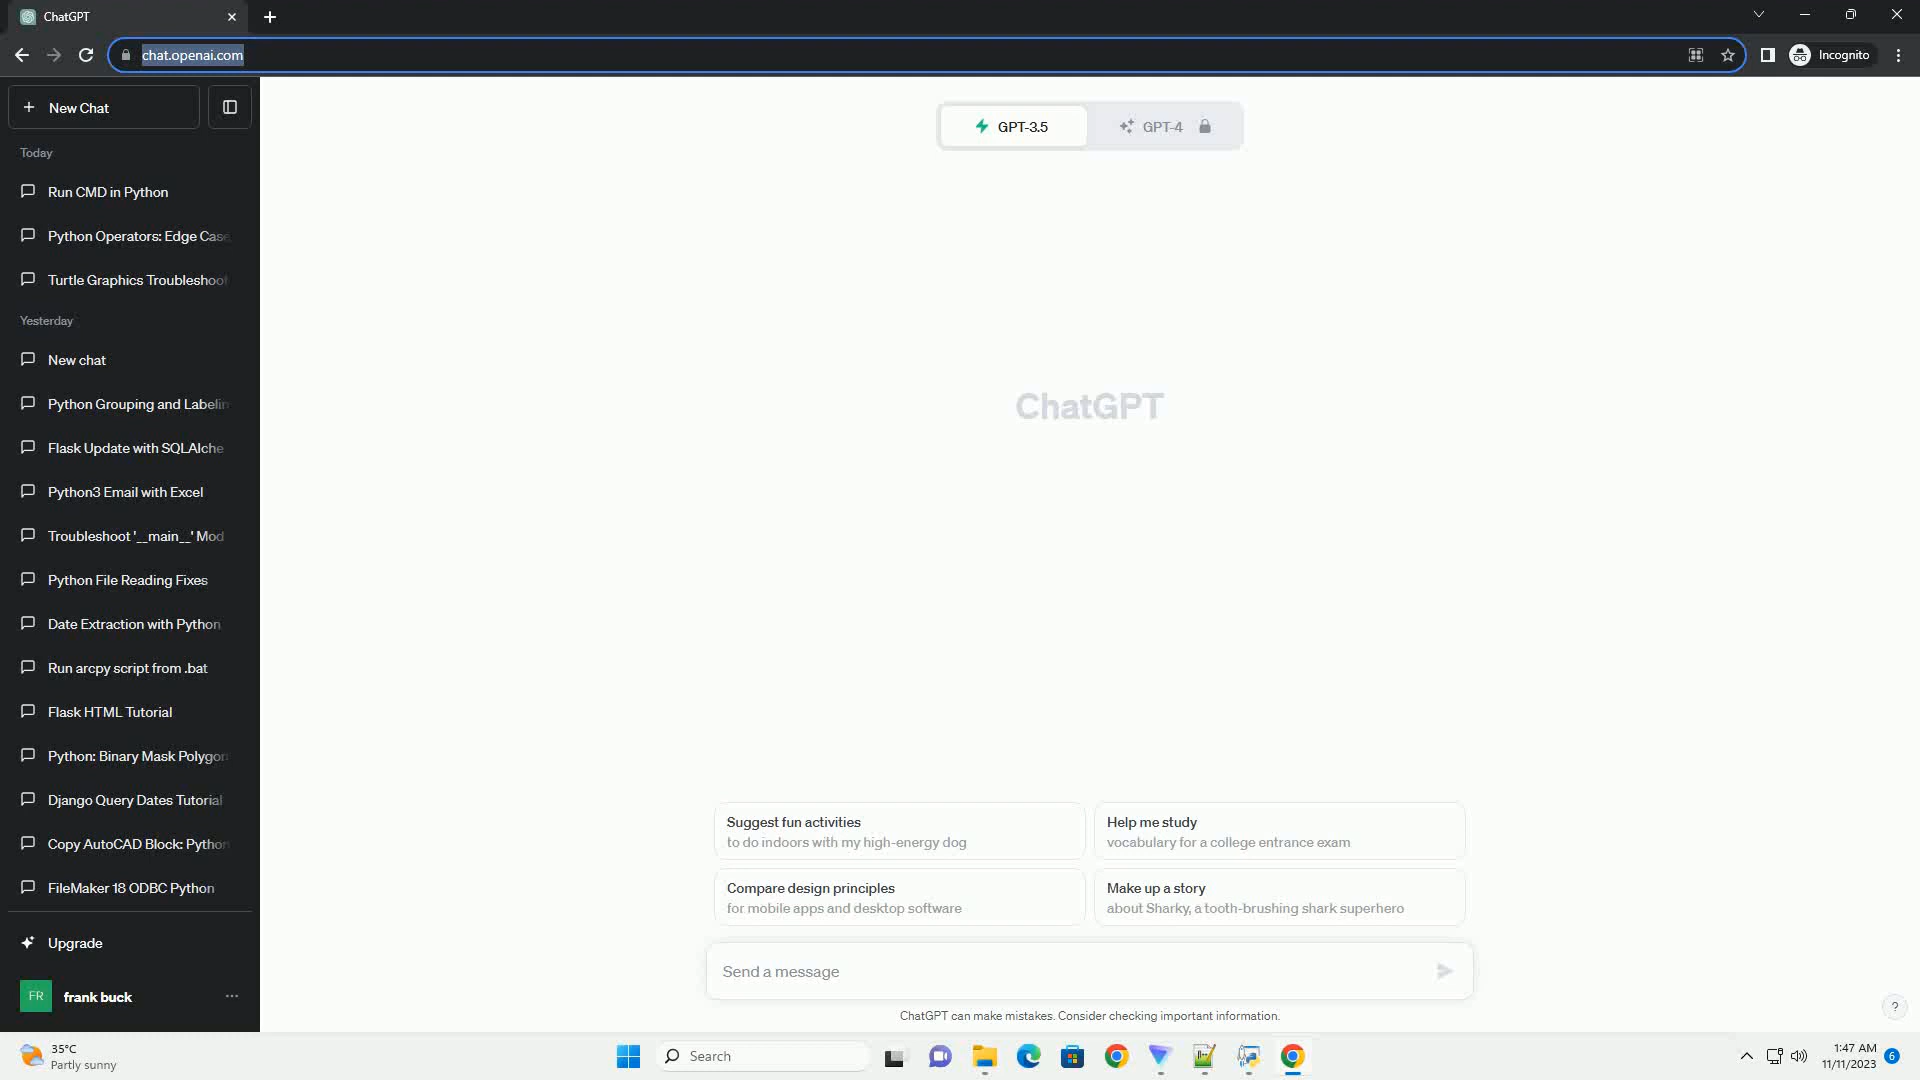 ChatGPT
chat.openai.com
Incognito
New Chat
Today
Run CMD in Python
Python Operators: Edge Case
Turtle Graphics Troubleshoot
Yesterday
New chat
Python Grouping and Labelin
Flask Update with SQLAlche
Python3 Email with Excel
Troubleshoot '__main__' Mod
Python File Reading Fixes
Date Extraction with Python
Run arcpy script from .bat
Flask HTML Tutorial
Python: Binary Mask Polygon
Django Query Dates Tutorial
Copy AutoCAD Block: Python
FileMaker 18 ODBC Python
Upgrade
FR
frank buck
GPT-3.5
GPT-4
ChatGPT
Suggest fun activities
to do indoors with my high-energy dog
Help me study
vocabulary for a college entrance exam
Compare design principles
for mobile apps and desktop software
Make up a story
about Sharky, a tooth-brushing shark superhero
Send a message
ChatGPT can make mistakes. Consider checking important information.
?
35°C
Partly sunny
Search
1:47 AM
11/11/2023
6